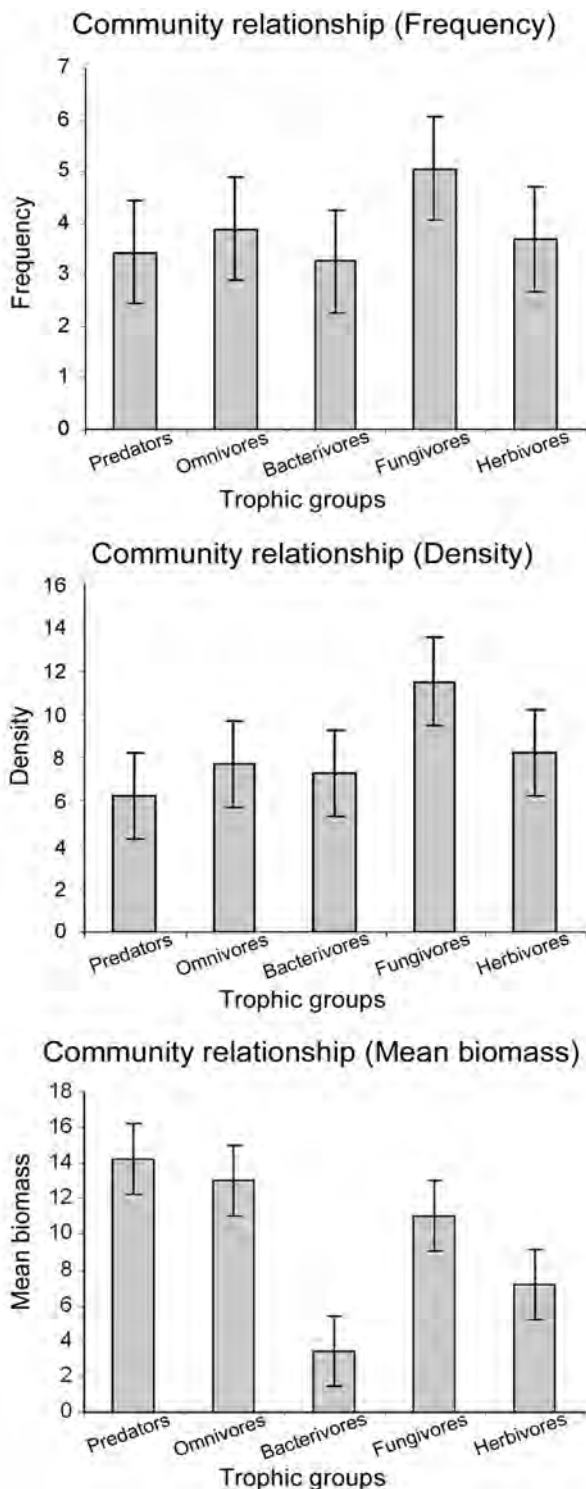 Community relationship (Frequency)
7
6
5
4
3
2
1
0
Frequency
Predators
Omnivores
Bacterivores
Fungivores
Herbivores
Trophic groups
Community relationship (Density)
16
14
12
10
8
6
4
2
0
Density
Predators
Omnivores
Bacterivores
Fungivores
Herbivores
Trophic groups
Community relationship (Mean biomass)
18
16
14
12
10
8
6
4
2
0
Mean biomass
Predators
Omnivores
Bacterivores
Fungivores
Herbivores
Trophic groups